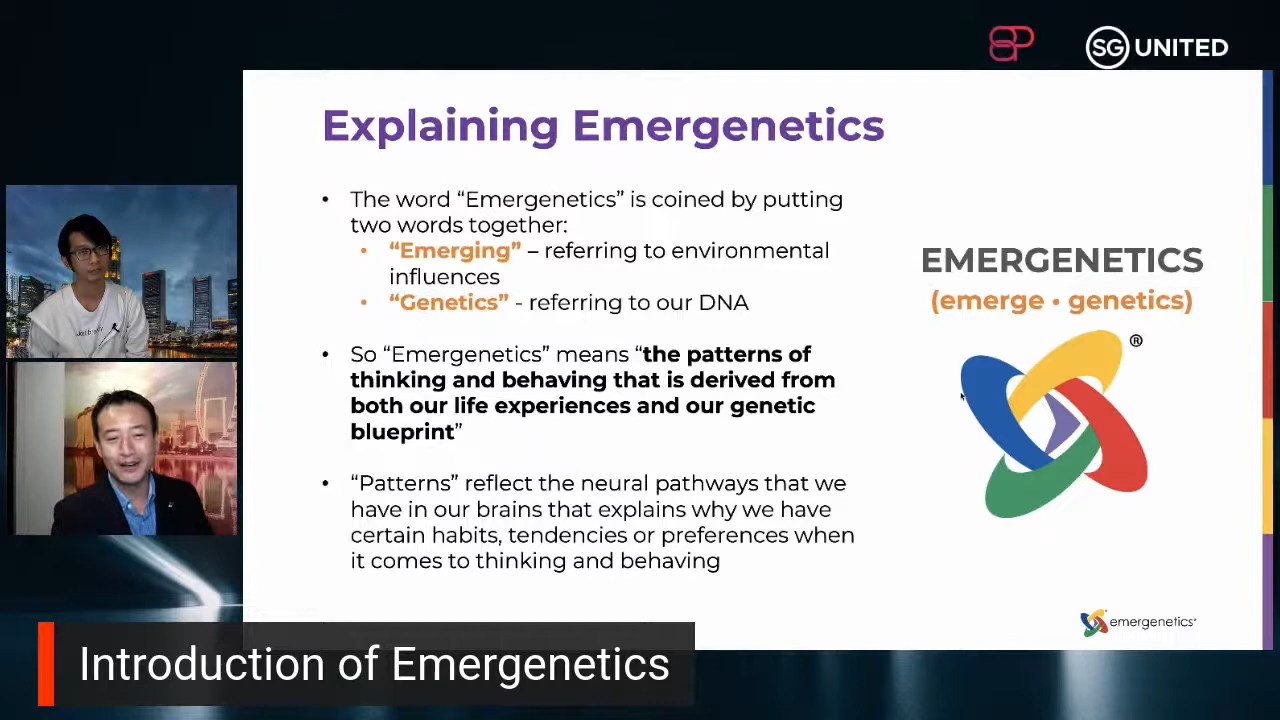 SG UNITED
Explaining Emergenetics
• The word “Emergenetics” is coined by putting
two words together:
• “Emerging” – referring to environmental
influences
• “Genetics” - referring to our DNA
• So “Emergenetics” means “the patterns of
thinking and behaving that is derived from
both our life experiences and our genetic
blueprint”
• “Patterns” reflect the neural pathways that we
have in our brains that explains why we have
certain habits, tendencies or preferences when
it comes to thinking and behaving
EMERGENETICS
(emerge • genetics)
®
emergenetics
Introduction of Emergenetics